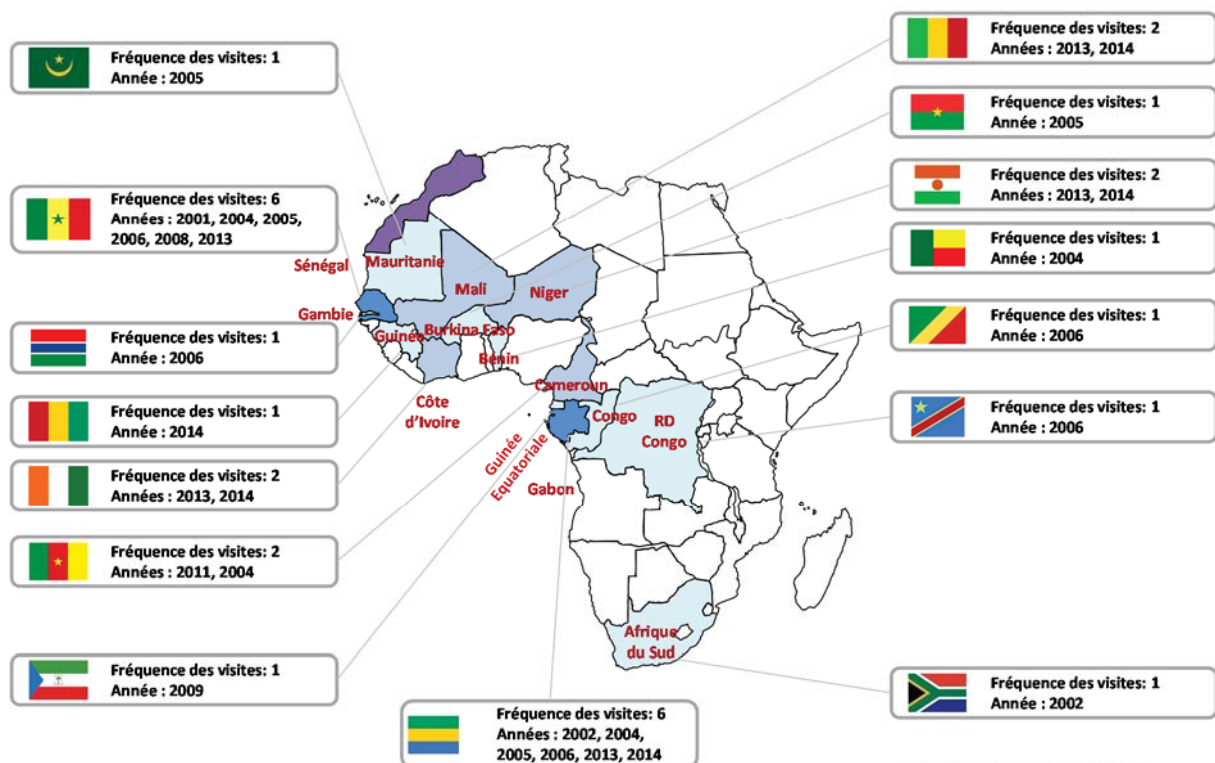 Fréquence des visites: 1
Année : 2005
Fréquence des visites: 6
Années : 2001, 2004, 2005,
2006, 2008, 2013
Fréquence des visites: 1
Année : 2006
Fréquence des visites: 1
Année : 2014
Fréquence des visites: 2
Années : 2013, 2014
Fréquence des visites: 2
Années : 2011, 2004
Fréquence des visites: 1
Année : 2009
Sénégal
Mauritanie
Mali
Niger
Gambie
Guinée
Burkina Faso
Bénin
Côte
d'Ivoire
Cameroun
Congo
RD
Congo
Guinée
Equatoriale
Gabon
Afrique
du Sud
Fréquence des visites: 6
Années : 2002, 2004,
2005, 2006, 2013, 2014
Fréquence des visites: 2
Années : 2013, 2014
Fréquence des visites: 1
Année : 2005
Fréquence des visites: 2
Années : 2013, 2014
Fréquence des visites: 1
Année : 2004
Fréquence des visites: 1
Année : 2006
Fréquence des visites: 1
Année : 2006
Fréquence des visites: 1
Année : 2002